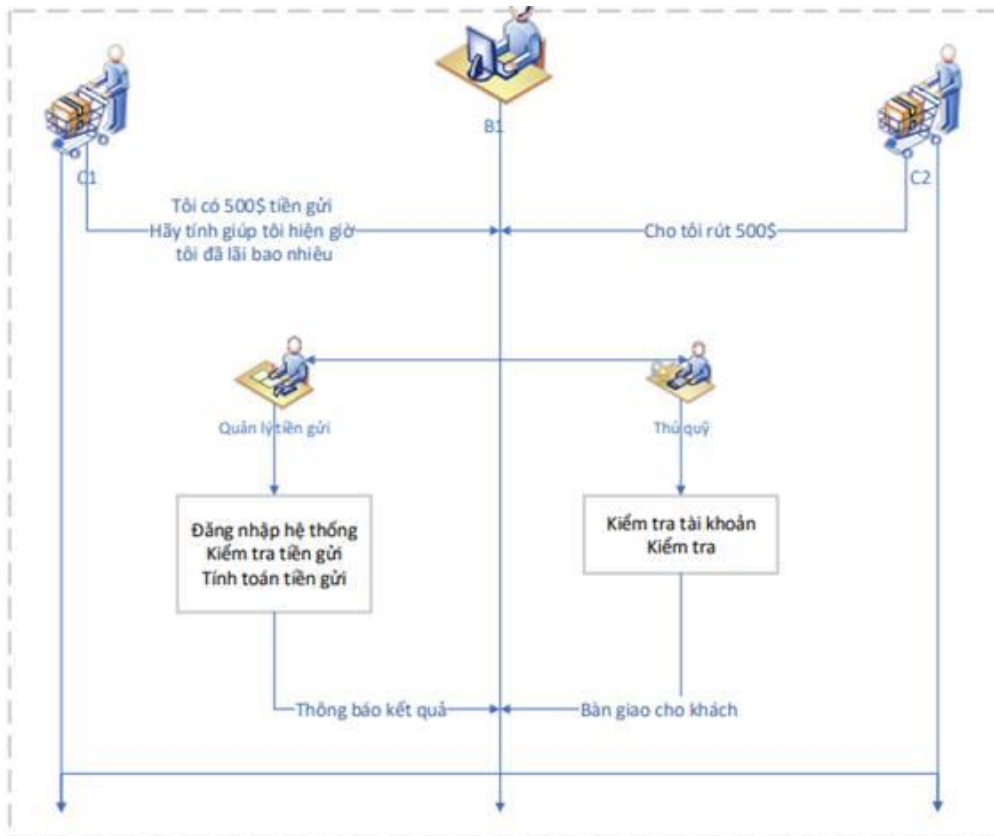 B1
C1
C2
Tôi có 500$ tiền gửi
Hãy tính giúp tôi hiện giờ
tôi đã lãi bao nhiêu
Cho tôi rút 500$
Quản lý tiền gửi
Thủ quỹ
Đăng nhập hệ thống
Kiểm tra tiền gửi
Tính toán tiền gửi
Kiểm tra tài khoản
Kiểm tra
Thông báo kết quả
Bàn giao cho khách